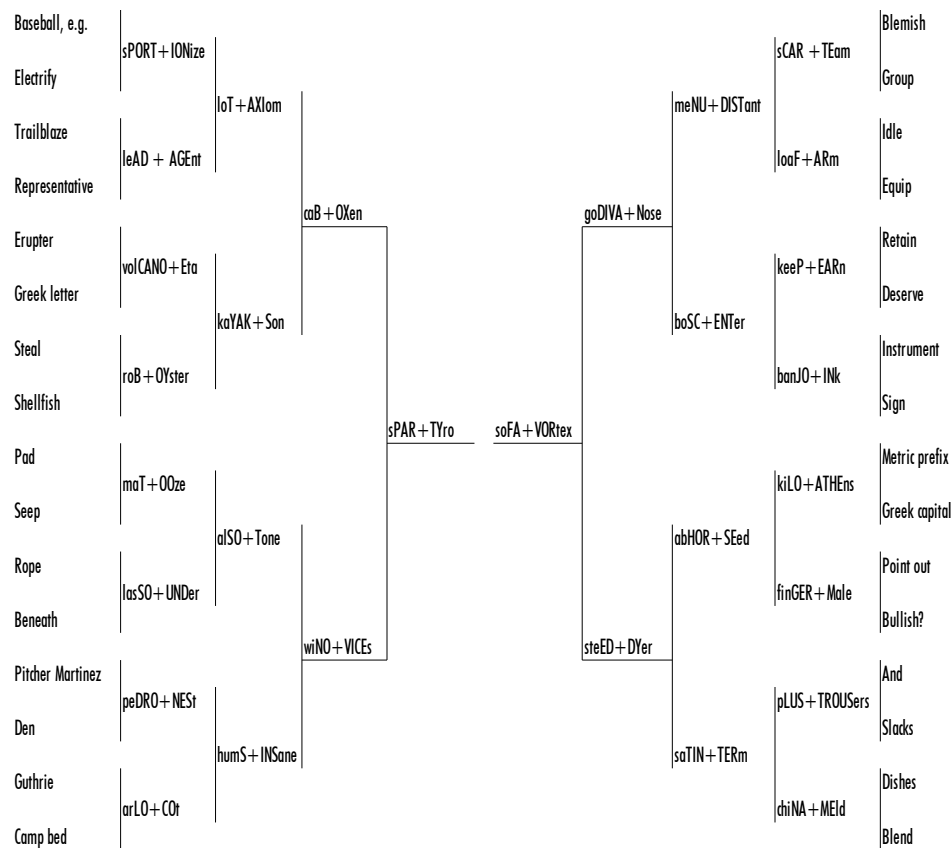 Baseball, e.g.
sPORT+IONize
Electrify
loT+AXIom
Trailblaze
leAD + AGEnt
Representative
caB+OXen
Erupter
volCANO+Eta
Greek letter
kaYAK+Son
Steal
roB+OYster
Shellfish
sPAR+TYro
Pad
maT+OOze
Seep
alSO+Tone
Rope
lasSO+UNDer
Beneath
wiNO+VICEs
Pitcher Martinez
peDRO+NESt
Den
humS+INSane
Guthrie
arLO+COt
Camp bed
Blemish
sCAR +TEam
Group
meNU+DISTant
Idle
loaF+ARm
Equip
goDIVA+Nose
Retain
keeP+EARn
Deserve
boSC+ENTer
Instrument
banJO+INk
Sign
soFA+VORtex
Metric prefix
kiLO+ATHEns
Greek capital
abHOR+SEed
Point out
finGER+Male
Bullish?
steED+DYer
And
pLUS+TROUSers
Slacks
saTIN+TERm
Dishes
chiNA+MEld
Blend